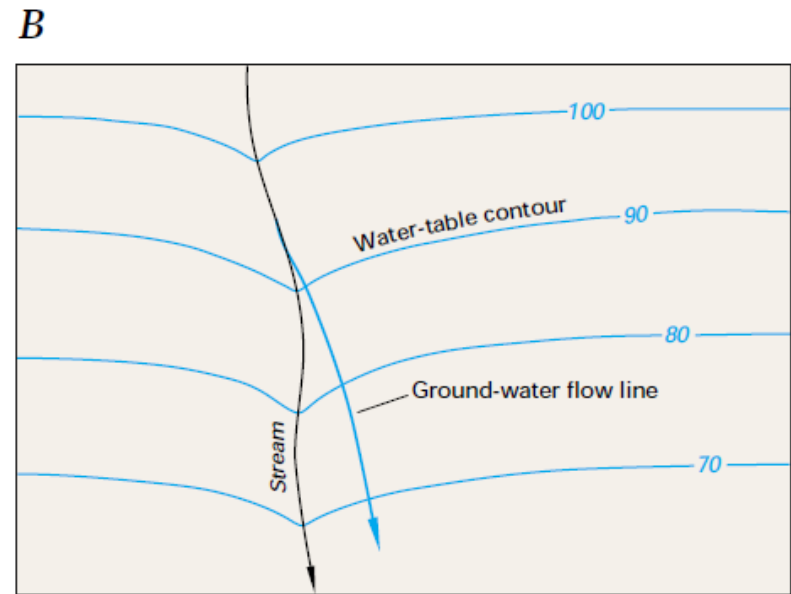 B
100
Water-table contour
90
80
Ground-water flow line
Stream
70